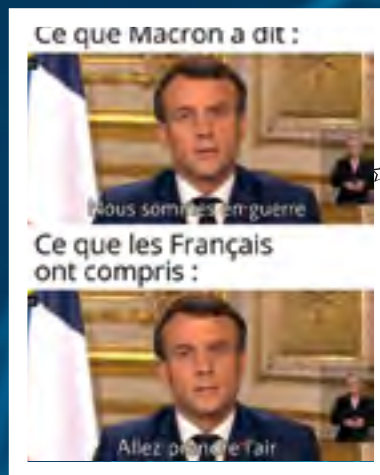 Ce que Macron a dit :
Nous sommes en guerre
Ce que les Français
ont compris :
Allez prendre l'air